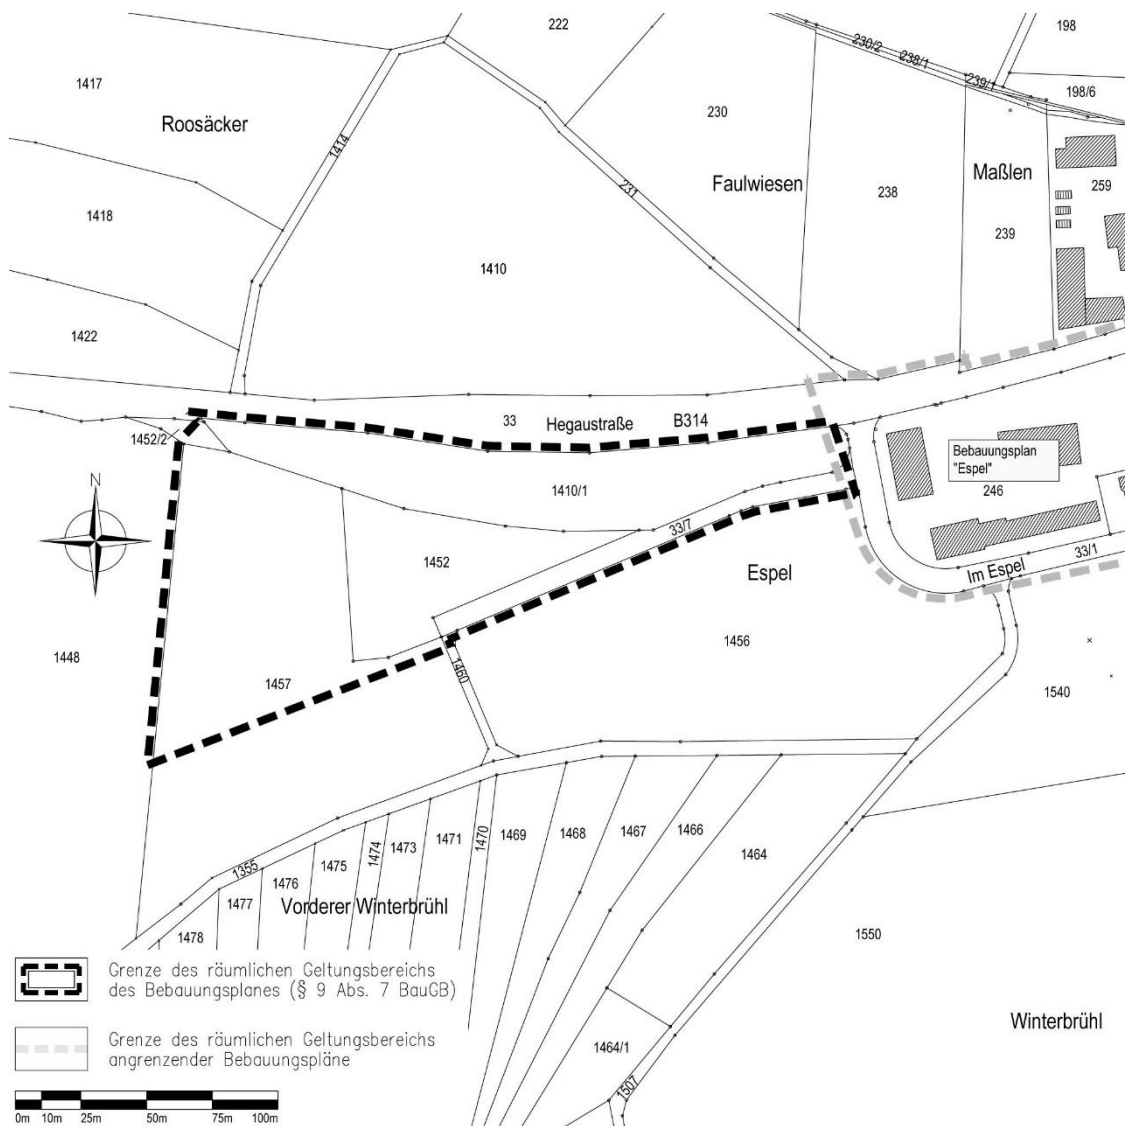 222
198
230/2
238/1
239/1
198/6
1417
Roosäcker
1414
230
Faulwiesen
Maßlen
259
231
238
1418
239
1410
1422
33
Hegaustraße
B314
1452/2
Bebauungsplan
"Espel"
246
N
1410/1
33/7
1452
Espel
Im Espel
33/1
1448
1457
1460
1456
1540
1355
1478
1477
1476
1475
1474
1473
1471
1470
1469
1468
1467
1466
1464
Vorderer Winterbrühl
1550
Grenze des räumlichen Geltungsbereichs
des Bebauungsplanes (§ 9 Abs. 7 BauGB)
Winterbrühl
Grenze des räumlichen Geltungsbereichs
angrenzender Bebauungspläne
1464/1
1507
0m 10m 25m 50m 75m 100m